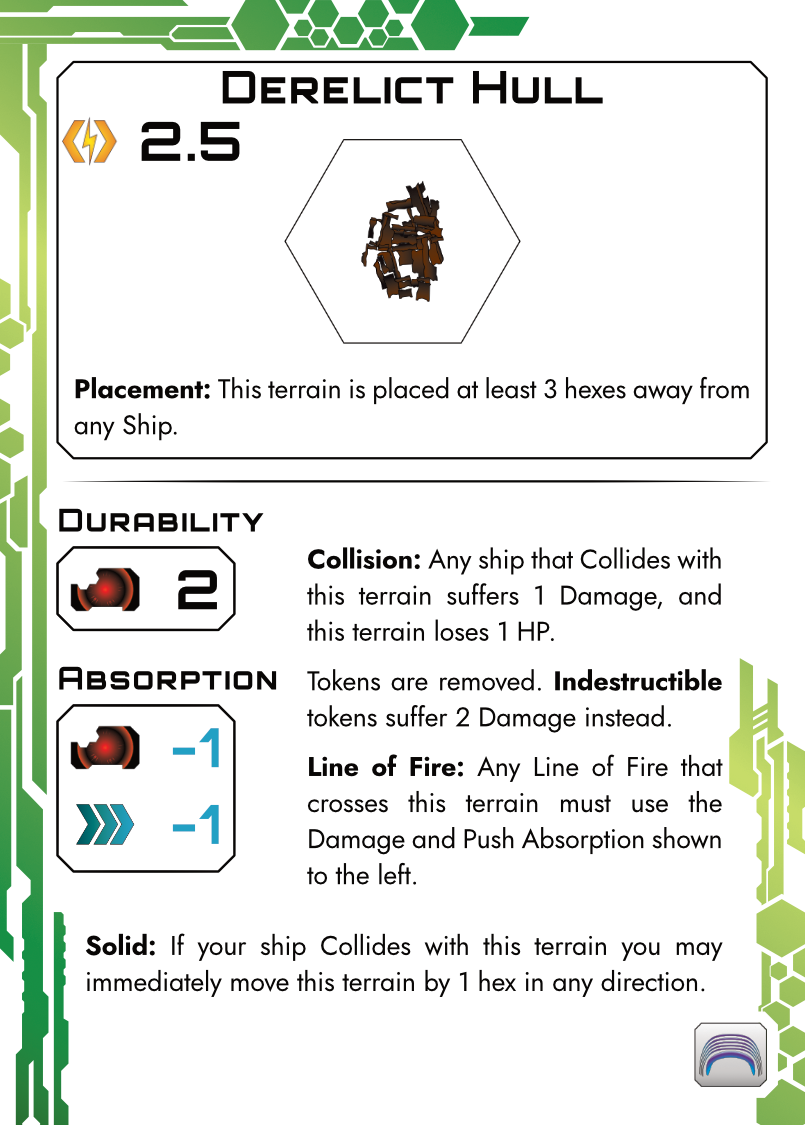 Derelict Hull
2.5
Placement: This terrain is placed at least 3 hexes away from
any Ship.
Durability
2
Collision: Any ship that Collides with
this terrain suffers 1 Damage, and
this terrain loses 1 HP.
Absorption
-1
-1
Tokens are removed. Indestructible
tokens suffer 2 Damage instead.
Line of Fire: Any Line of Fire that
crosses this terrain must use the
Damage and Push Absorption shown
to the left.
Solid: If your ship Collides with this terrain you may
immediately move this terrain by 1 hex in any direction.